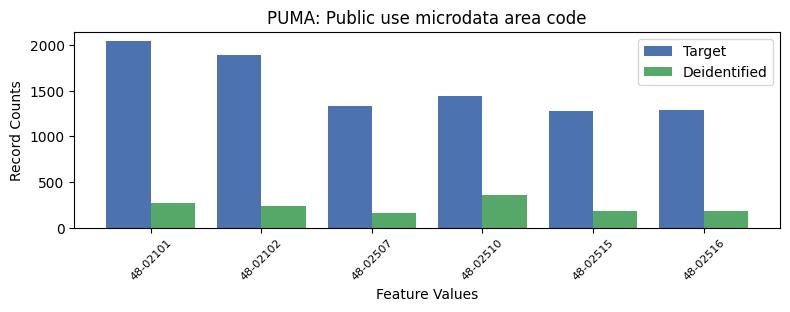 PUMA: Public use microdata area code
Record Counts
2000
1500
1000
500
0
Target
Deidentified
48-02101
48-02102
48-02507
48-02510
48-02515
48-02516
Feature Values